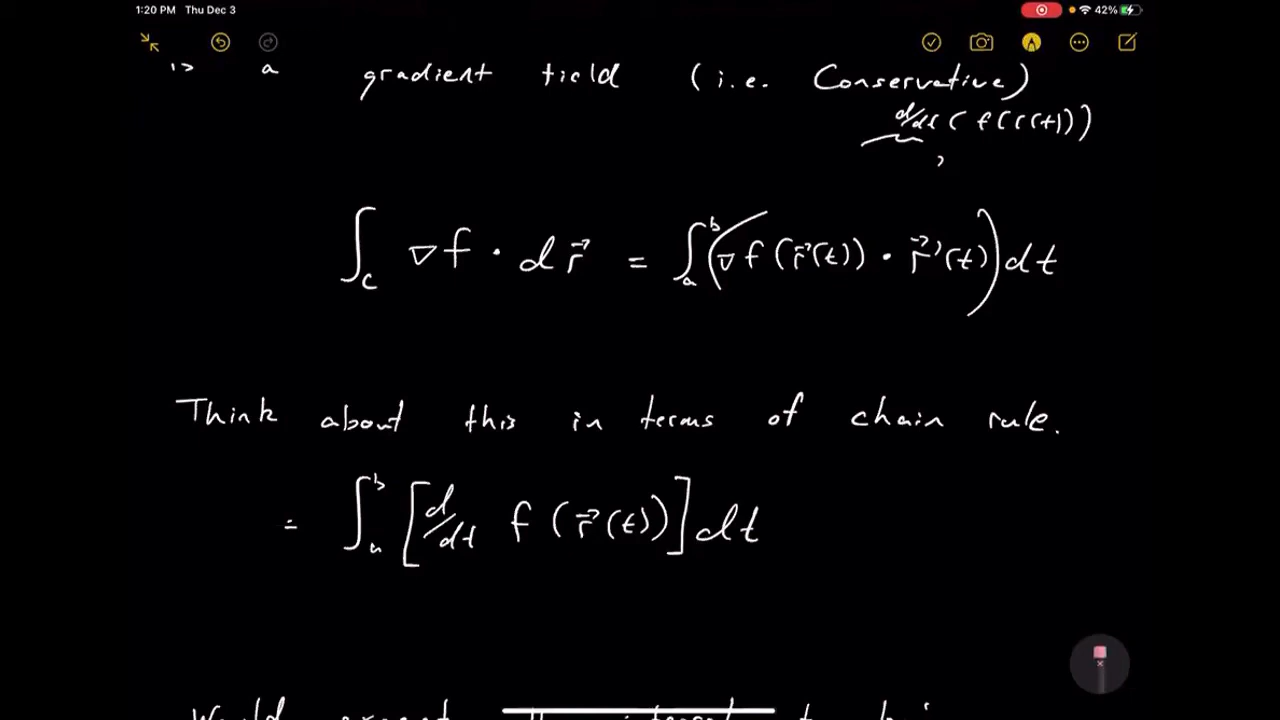 1:20 PM Thu Dec 3 42%
is a gradient field (i.e. Conservative)
d/dt ( f(r(t))
∫_c ∇f · d r⃗ = ∫_a^b (∇f(r⃗(t)) · r⃗'(t)) dt
Think about this in terms of chain rule.
= ∫_a^b [d/dt f(r⃗(t))] dt
Would